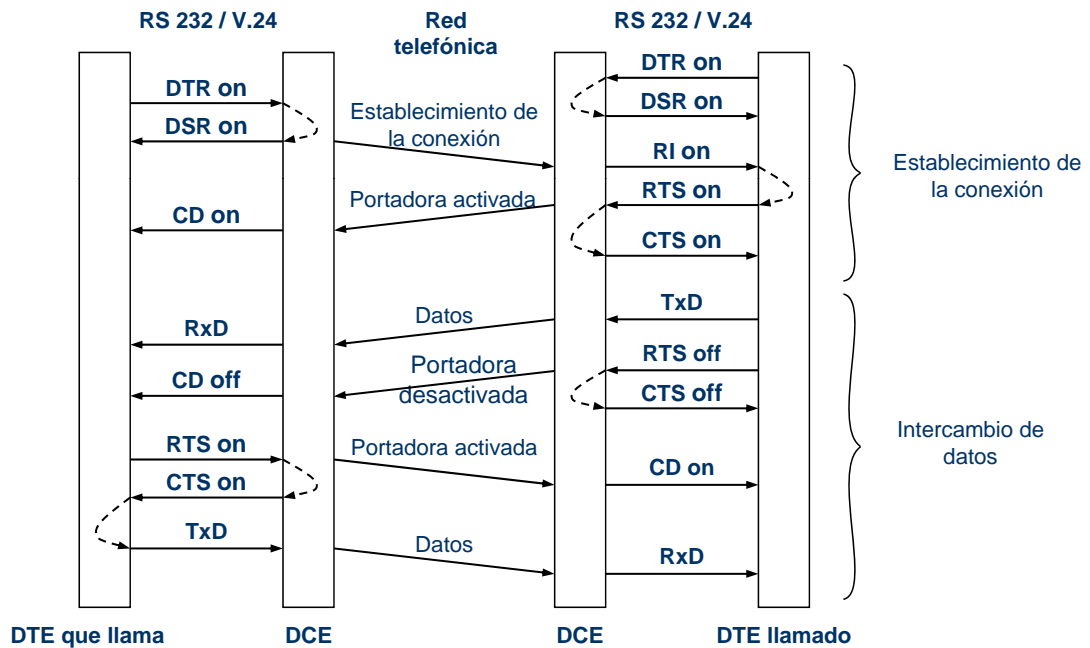 RS 232 / V.24
Red
telefónica
RS 232 / V.24
DTR on
DTR on
DSR on
DSR on
Establecimiento de
la conexión
RI on
Establecimiento de
la conexión
Portadora activada
RTS on
CD on
CTS on
TxD
Datos
RxD
RTS off
Portadora
desactivada
CD off
CTS off
RTS on
Portadora activada
CD on
Intercambio de
datos
CTS on
TxD
Datos
RxD
DTE que llama
DCE
DCE
DTE llamado